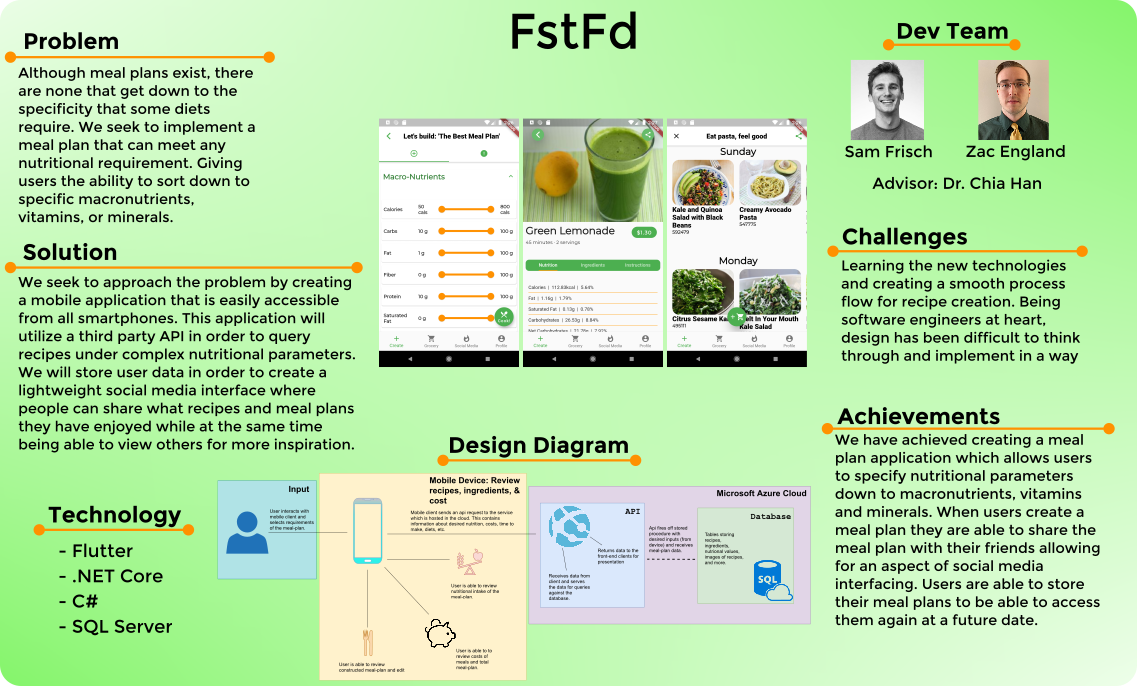 FstFd
Problem
Although meal plans exist, there
are none that get down to the
specificity that some diets
require. We seek to implement a
meal plan that can meet any
nutritional requirement. Giving
users the ability to sort down to
specific macronutrients,
vitamins, or minerals.
Solution
We seek to approach the problem by creating
a mobile application that is easily accessible
from all smartphones. This application will
utilize a third party API in order to query
recipes under complex nutritional parameters.
We will store user data in order to create a
lightweight social media interface where
people can share what recipes and meal plans
they have enjoyed while at the same time
being able to view others for more inspiration.
Technology
- Flutter
- .NET Core
- C#
- SQL Server
Let's build: 'The Best Meal Plan'
Macro-Nutrients
Calories 50 cals 800 cals
Carbs 10 g 100 g
Fat 1 g 100 g
Fiber 0 g 100 g
Protein 10 g 100 g
Saturated Fat 0 g 100 g
Create Grocery Social Media Profile
Green Lemonade
$1.30
45 minutes · 2 servings
Nutrition Ingredients Instructions
Calories | 112.83kcal | 5.64%
Fat | 1.16g | 1.79%
Saturated Fat | 0.13g | 0.78%
Carbohydrates | 26.53g | 8.84%
Create Grocery Social Media Profile
Eat pasta, feel good
Sunday
Kale and Quinoa
Salad with Black
Beans
592479
Creamy Avocado
Pasta
547775
Monday
Citrus Sesame
496111
In Your Mouth
Kale Salad
Create Grocery Social Media Profile
Design Diagram
Input
User interacts with
mobile client and
selects requirements
of the meal-plan.
Mobile Device: Review
recipes, ingredients, &
cost
Mobile client sends an api request to the service
which is hosted in the cloud. This contains
information about desired nutrition, costs, time to
make, diets, etc.
User is able to review
nutritional intake of the
meal-plan.
User is able to to
review costs of
meals and total
meal-plan.
User is able to review
constructed meal-plan and edit
Microsoft Azure Cloud
API
Returns data to the
front-end clients for
presentation
Receives data from
client and serves
the data for queries
against the
database.
Api fires off stored
procedure with
desired inputs (from
device) and receives
meal-plan data.
Database
Tables storing
recipes,
ingredients,
nutrional values,
images of recipes,
and more.
SQL
Dev Team
Sam Frisch Zac England
Advisor: Dr. Chia Han
Challenges
Learning the new technologies
and creating a smooth process
flow for recipe creation. Being
software engineers at heart,
design has been difficult to think
through and implement in a way
Achievements
We have achieved creating a meal
plan application which allows users
to specify nutritional parameters
down to macronutrients, vitamins
and minerals. When users create a
meal plan they are able to share the
meal plan with their friends allowing
for an aspect of social media
interfacing. Users are able to store
their meal plans to be able to access
them again at a future date.